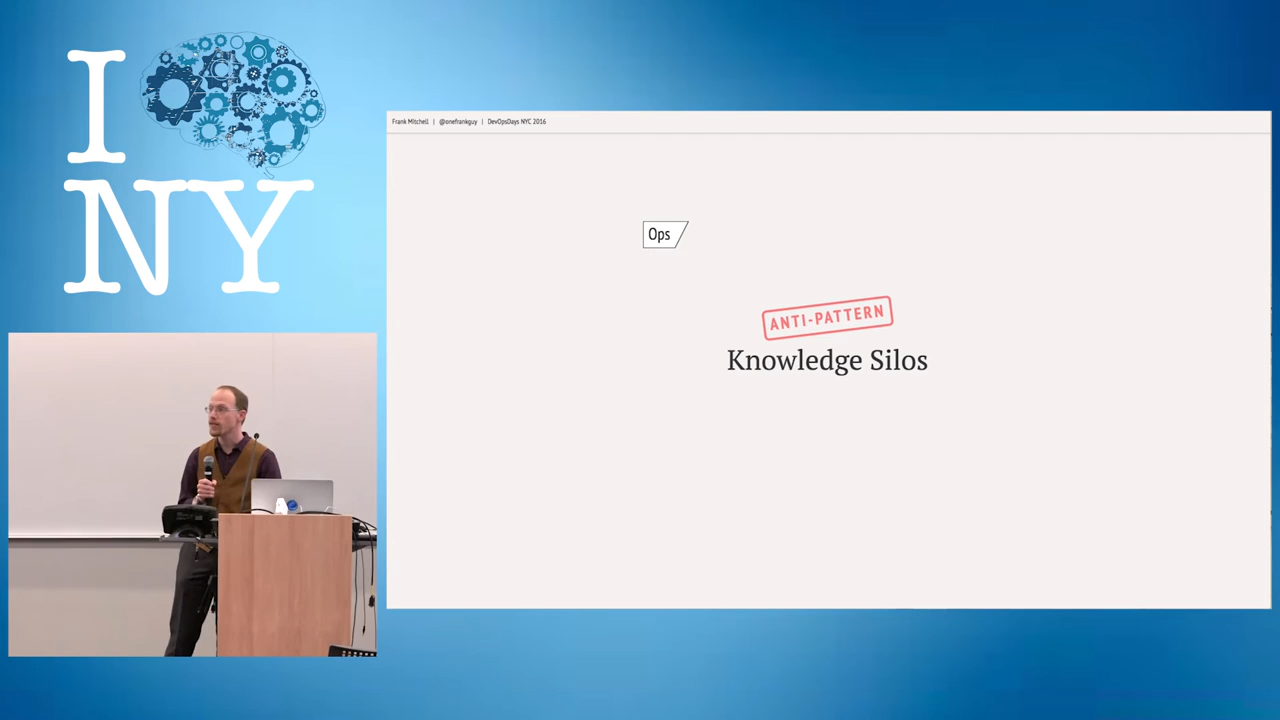 I
NY
Frank Mitchell | @onefrankguy | DevOpsDays NYC 2016
Ops
ANTI-PATTERN
Knowledge Silos